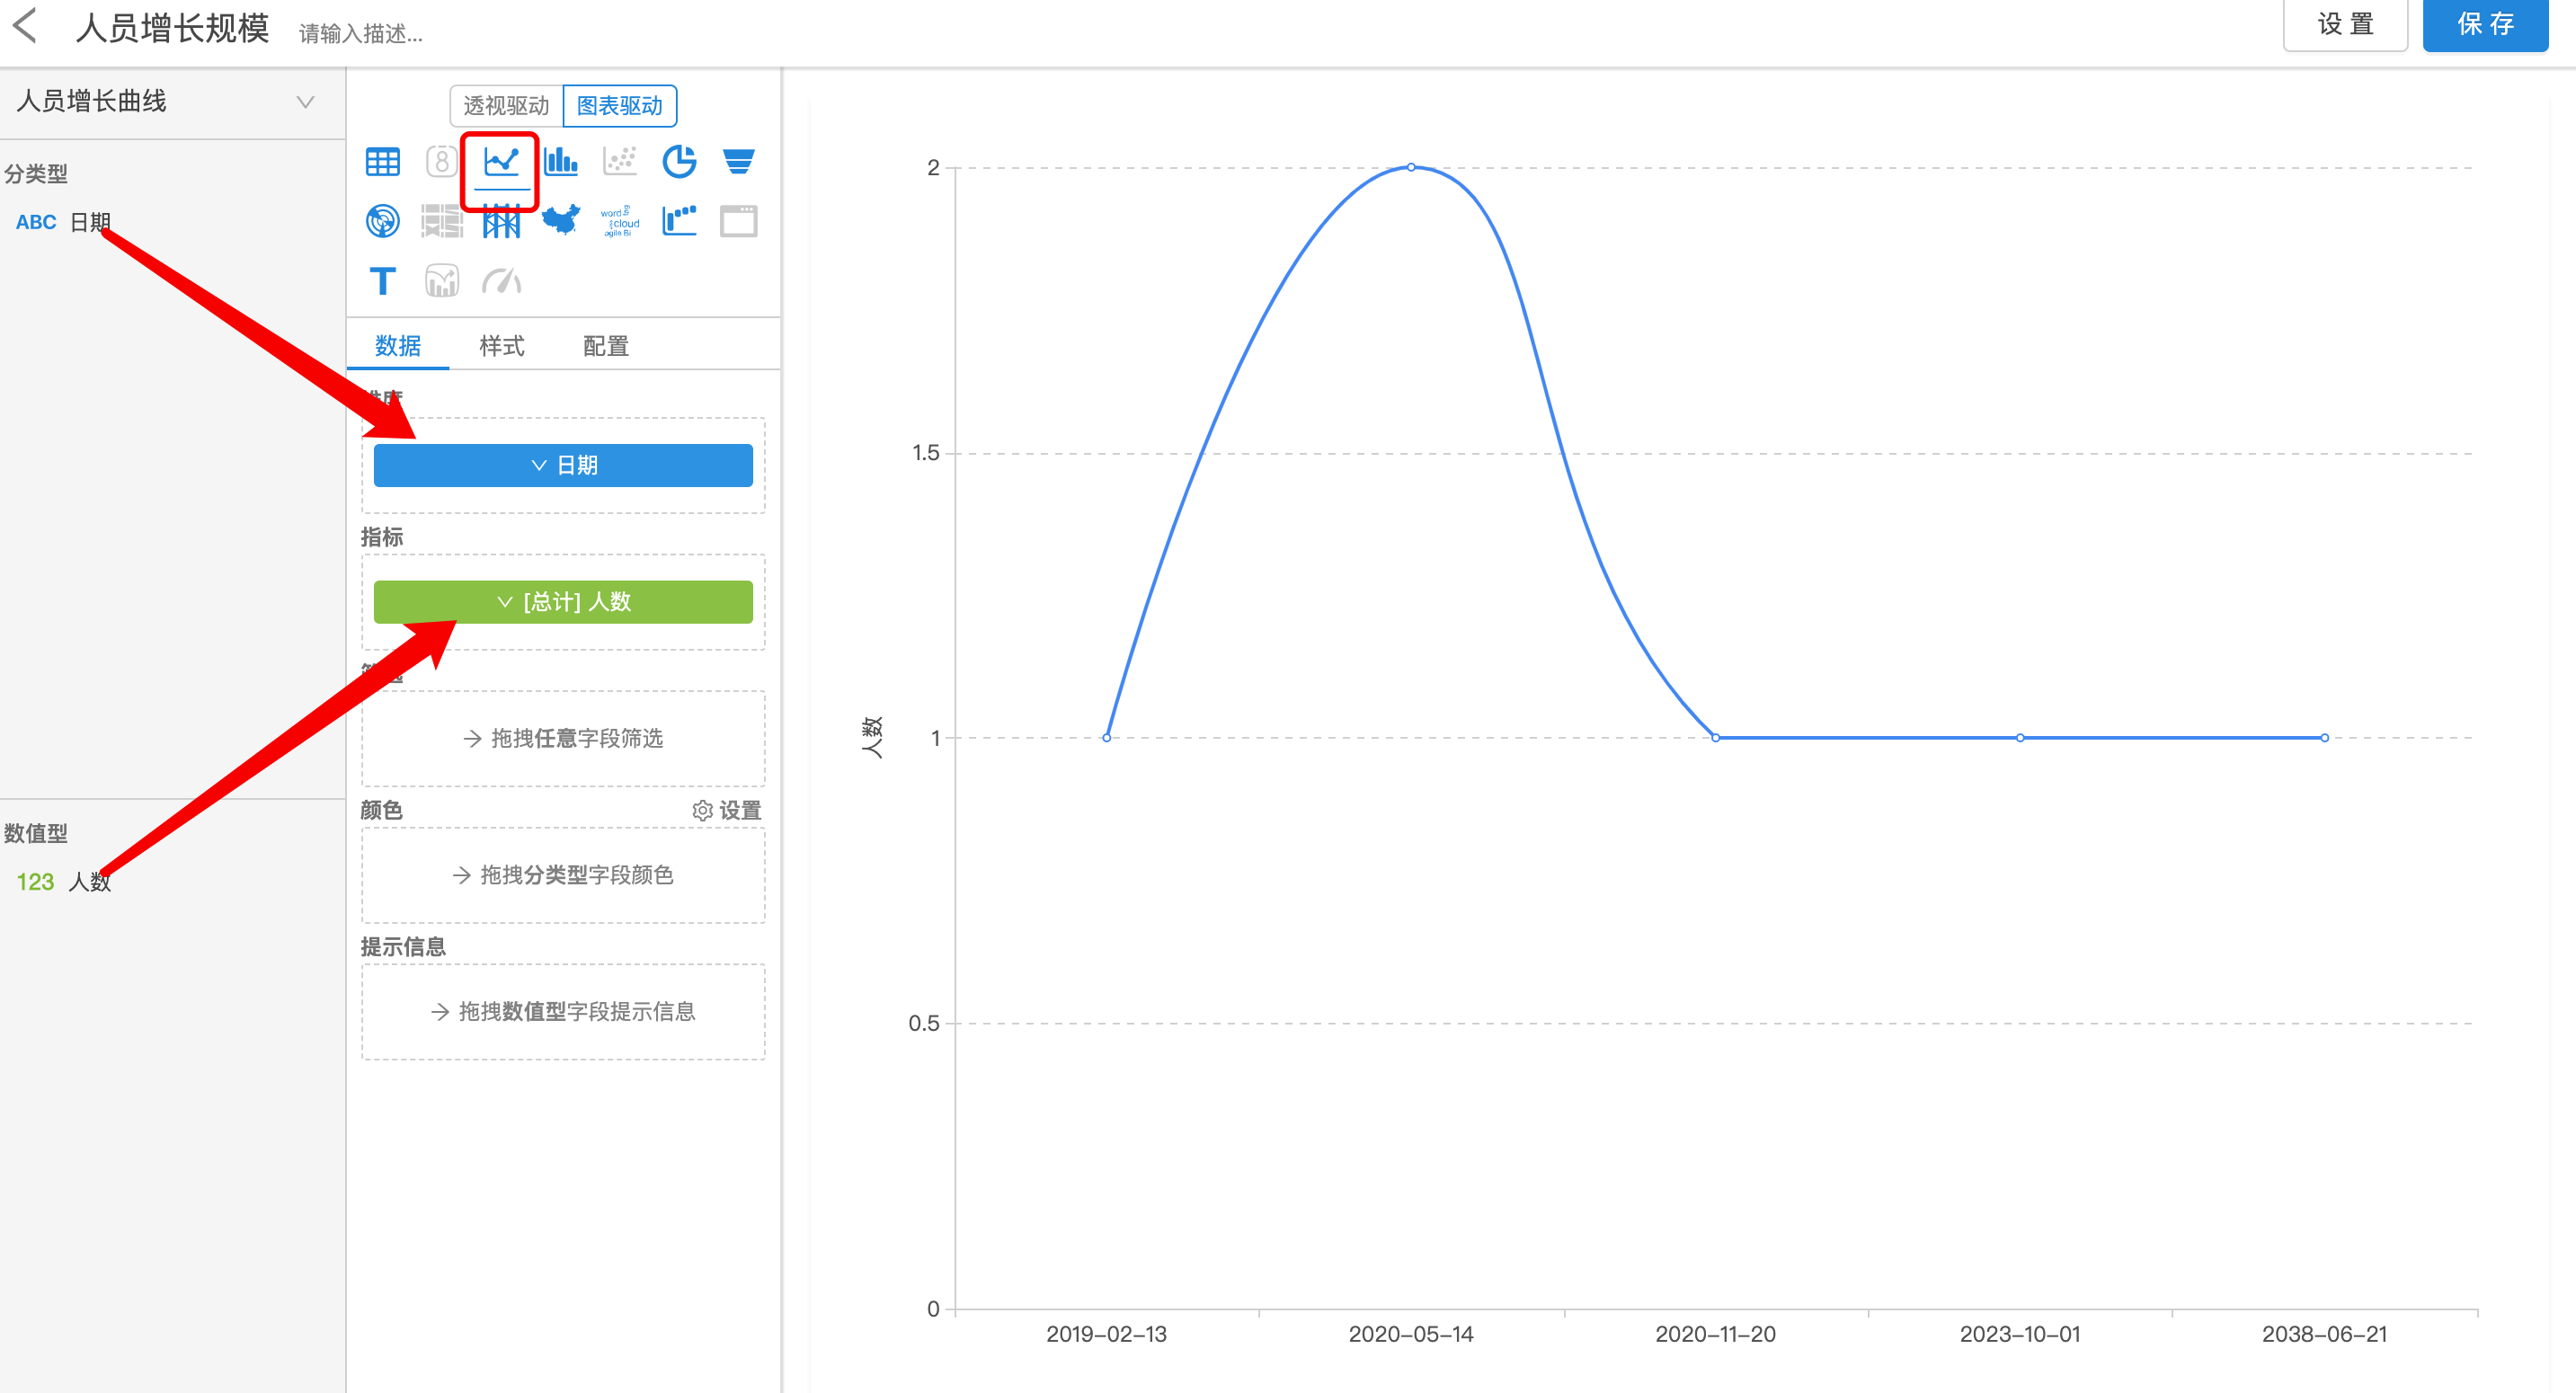 人员增长规模 请输入描述...
设 置
保 存
人员增长曲线
分类型
ABC 日期
数值型
123 人数
透视驱动 图表驱动
8
word
cloud
agile BI
T
数据 样式 配置
日期
指标
[总计] 人数
拖拽任意字段筛选
颜色 设置
拖拽分类型字段颜色
提示信息
拖拽数值型字段提示信息
人数
2
1.5
1
0.5
0
2019-02-13 2020-05-14 2020-11-20 2023-10-01 2038-06-21